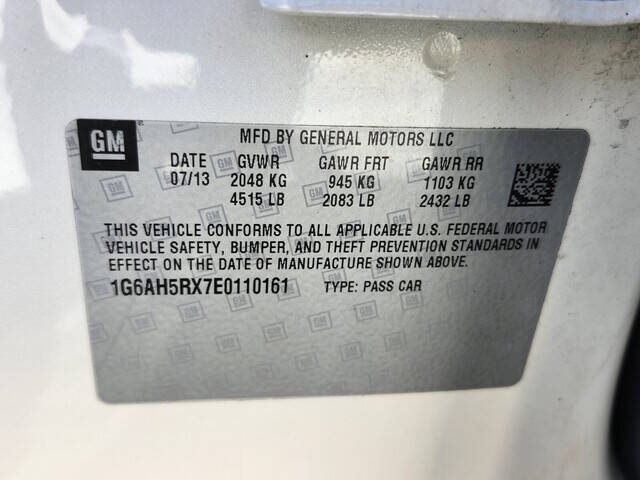 GM
MFD BY GENERAL MOTORS LLC
DATE GVWR GAWR FRT GAWR RR
07/13 2048 KG 945 KG 1103 KG
4515 LB 2083 LB 2432 LB
THIS VEHICLE CONFORMS TO ALL APPLICABLE U.S. FEDERAL MOTOR
VEHICLE SAFETY, BUMPER, AND THEFT PREVENTION STANDARDS IN
EFFECT ON THE DATE OF MANUFACTURE SHOWN ABOVE.
1G6AH5RX7E0110161 TYPE: PASS CAR